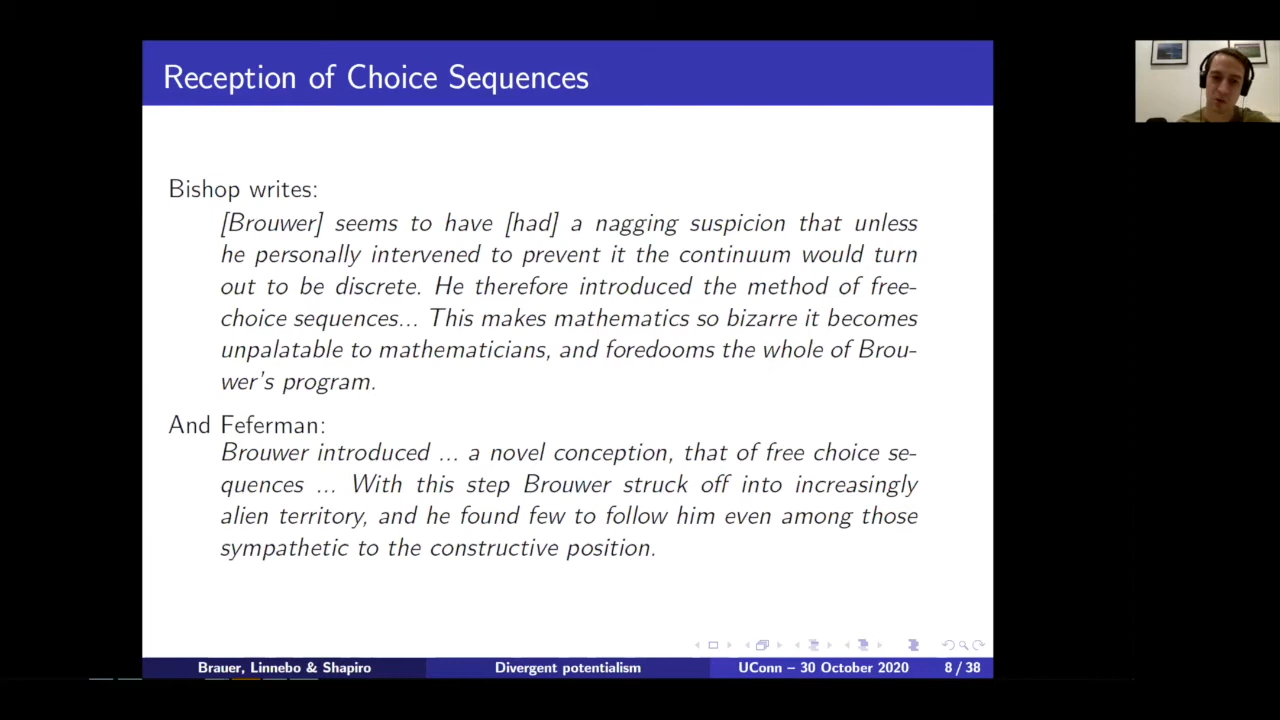 Reception of Choice Sequences
Bishop writes:
[Brouwer] seems to have [had] a nagging suspicion that unless
he personally intervened to prevent it the continuum would turn
out to be discrete. He therefore introduced the method of free-
choice sequences... This makes mathematics so bizarre it becomes
unpalatable to mathematicians, and foredooms the whole of Brou-
wer's program.
And Feferman:
Brouwer introduced ... a novel conception, that of free choice se-
quences ... With this step Brouwer struck off into increasingly
alien territory, and he found few to follow him even among those
sympathetic to the constructive position.
Brauer, Linnebo & Shapiro Divergent potentialism UConn – 30 October 2020 8 / 38